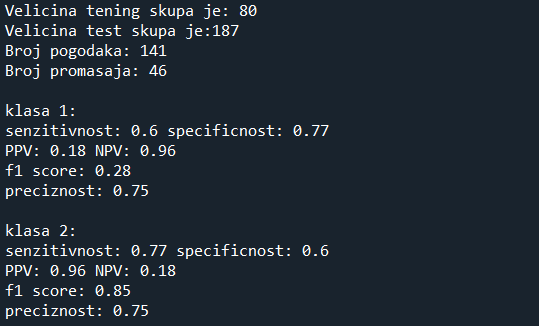 Velicina tening skupa je: 80
Velicina test skupa je:187
Broj pogodaka: 141
Broj promasaja: 46

klasa 1:
senzitivnost: 0.6 specificnost: 0.77
PPV: 0.18 NPV: 0.96
f1 score: 0.28
preciznost: 0.75

klasa 2:
senzitivnost: 0.77 specificnost: 0.6
PPV: 0.96 NPV: 0.18
f1 score: 0.85
preciznost: 0.75